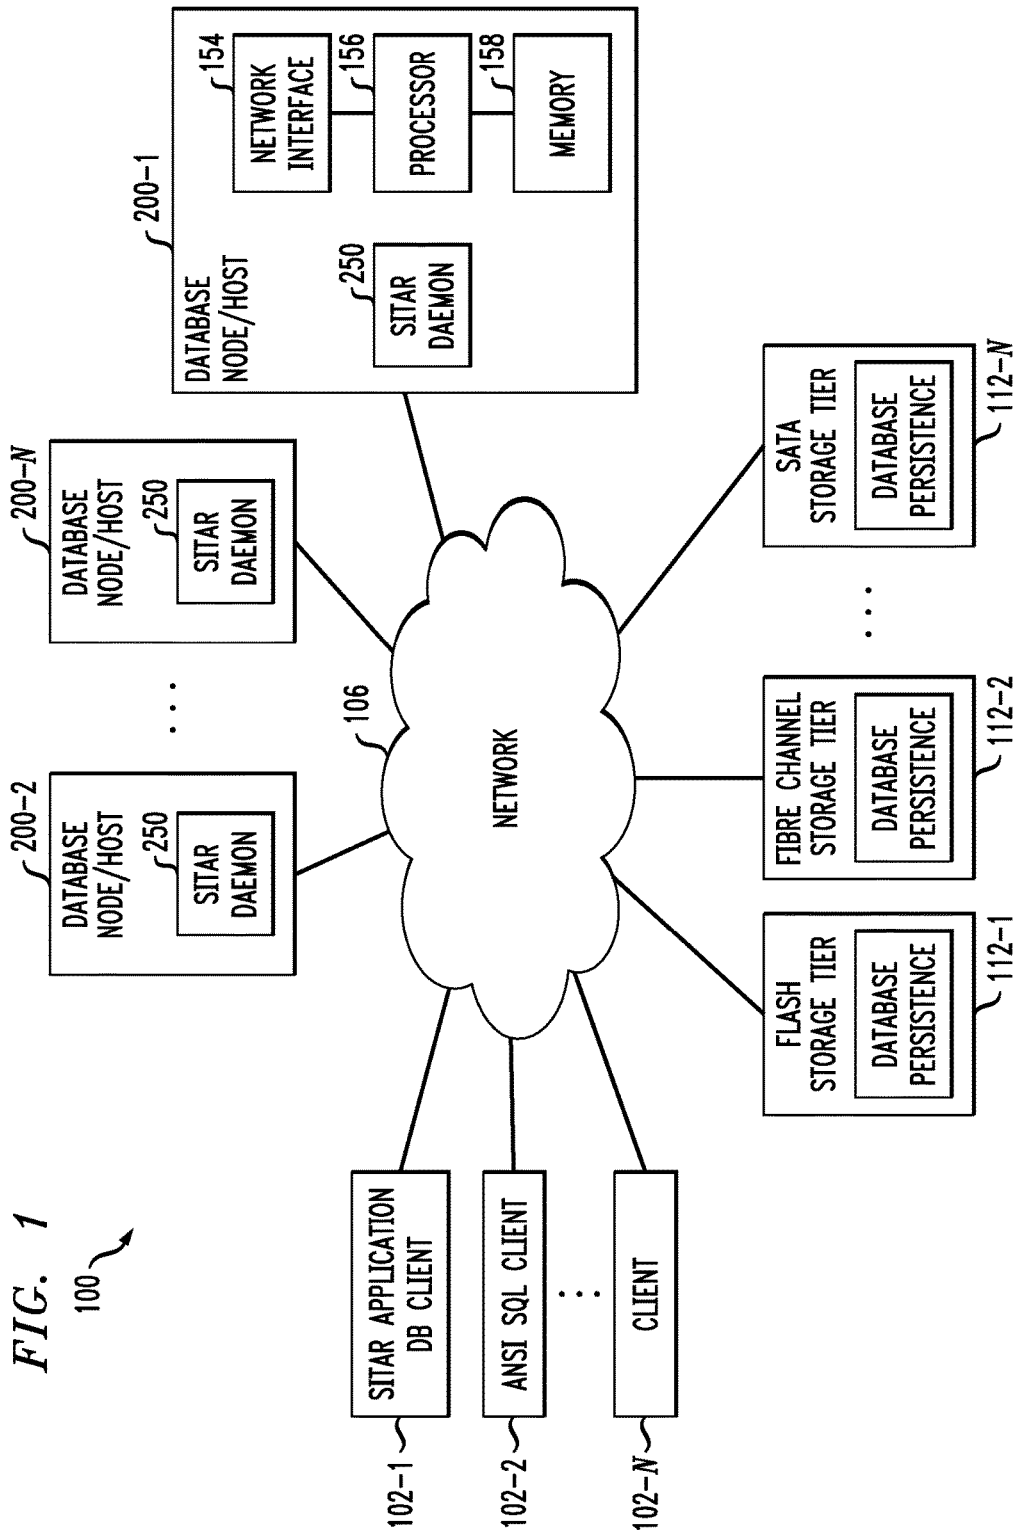 FIG. 1
100
200-2
DATABASE
NODE/HOST
250
SITAR
DAEMON
. . .
200-N
DATABASE
NODE/HOST
250
SITAR
DAEMON
200-1
DATABASE
NODE/HOST
154
NETWORK
INTERFACE
156
PROCESSOR
158
MEMORY
250
SITAR
DAEMON
106
NETWORK
102-1
SITAR APPLICATION
DB CLIENT
102-2
ANSI SQL CLIENT
. . .
102-N
CLIENT
FLASH
STORAGE TIER
DATABASE
PERSISTENCE
112-1
FIBRE CHANNEL
STORAGE TIER
DATABASE
PERSISTENCE
112-2
. . .
SATA
STORAGE TIER
DATABASE
PERSISTENCE
112-N